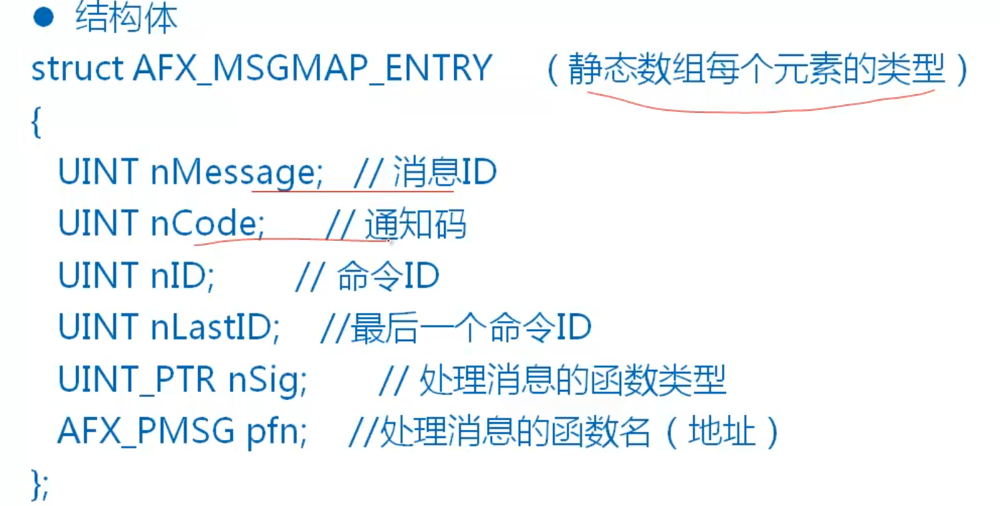 ● 结构体
struct AFX_MSGMAP_ENTRY （静态数组每个元素的类型）
{
UINT nMessage; // 消息ID
UINT nCode; // 通知码
UINT nID; // 命令ID
UINT nLastID; //最后一个命令ID
UINT_PTR nSig; // 处理消息的函数类型
AFX_PMSG pfn; //处理消息的函数名（地址）
};